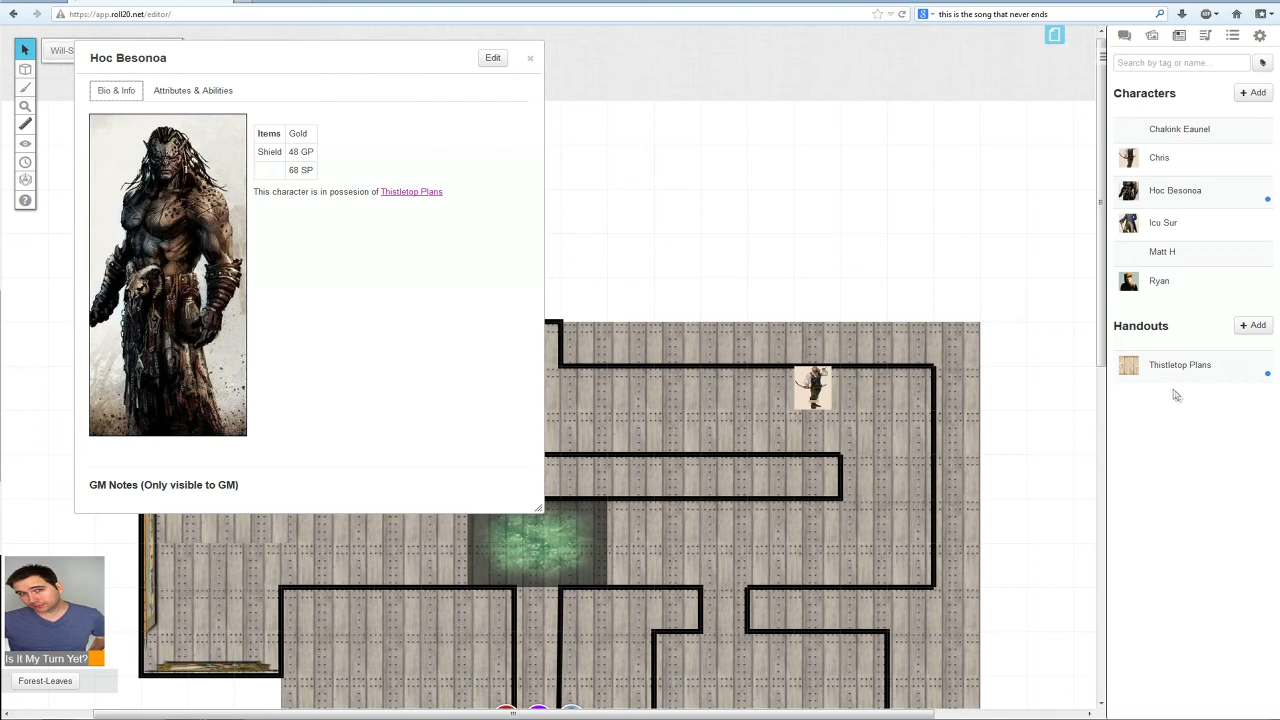 https://app.roll20.net/editor/
this is the song that never ends
Will-S
Hoc Besonoa
Edit
Bio & Info
Attributes & Abilities
Items Gold
Shield 48 GP
68 SP
This character is in possesion of Thistletop Plans
GM Notes (Only visible to GM)
Is It My Turn Yet?
Forest-Leaves
Search by tag or name...
Characters
+ Add
Chakink Eaunel
Chris
Hoc Besonoa
Icu Sur
Matt H
Ryan
Handouts
+ Add
Thistletop Plans